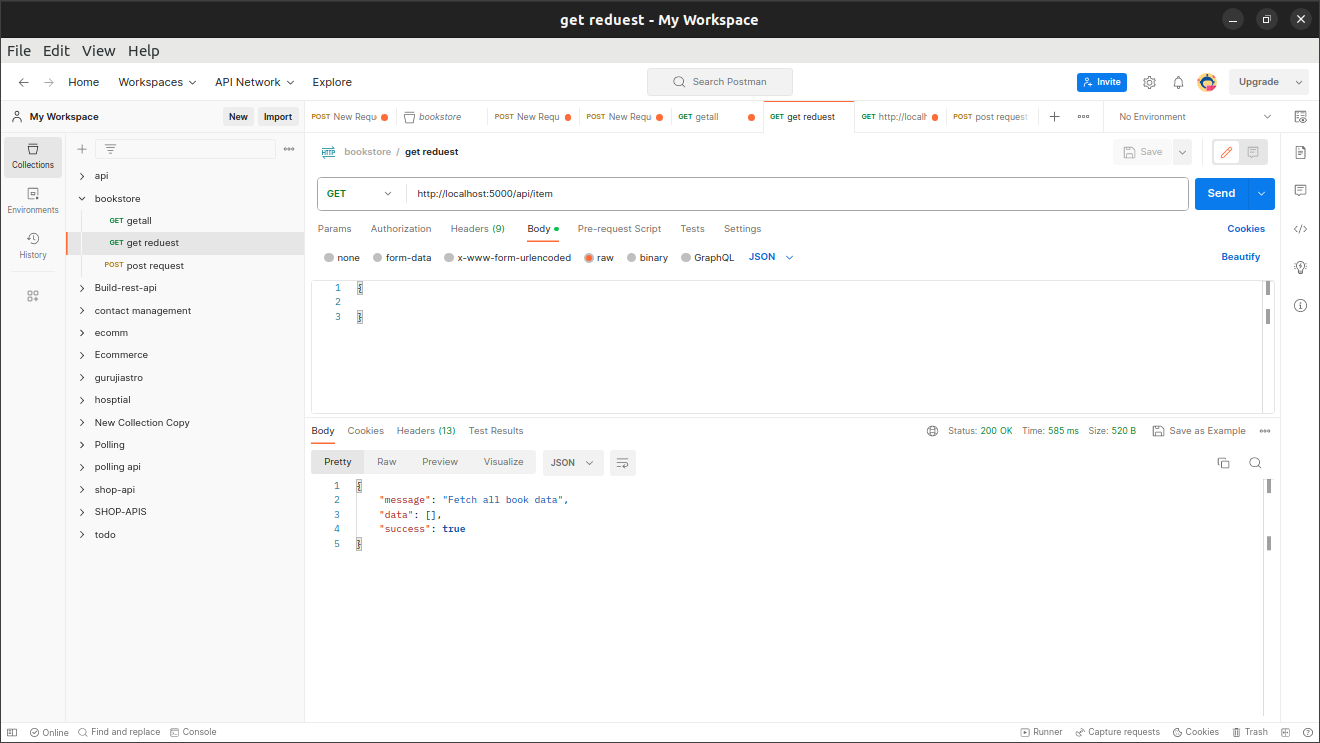 get reduest - My Workspace
File Edit View Help
Home Workspaces API Network Explore Search Postman Invite Upgrade
My Workspace New Import
POST New Requ bookstore POST New Requ POST New Requ GET getall GET get reduest GET http://localh POST post request No Environment
Collections
Environments
History
api
bookstore
GET getall
GET get reduest
POST post request
Build-rest-api
contact management
ecomm
Ecommerce
gurujiastro
hosptial
New Collection Copy
Polling
polling api
shop-api
SHOP-APIS
todo
HTTP bookstore / get reduest Save
GET http://localhost:5000/api/item Send
Params Authorization Headers (9) Body Pre-request Script Tests Settings Cookies
none form-data x-www-form-urlencoded raw binary GraphQL JSON Beautify
1 {
2
3 }
Body Cookies Headers (13) Test Results Status: 200 OK Time: 585 ms Size: 520 B Save as Example
Pretty Raw Preview Visualize JSON
1 {
2 "message": "Fetch all book data",
3 "data": [],
4 "success": true
5 }
Online Find and replace Console Runner Capture requests Cookies Trash